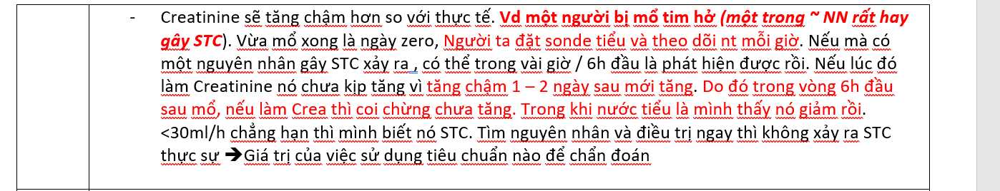 - Creatinine sẽ tăng chậm hơn so với thực tế. Vd một người bị mổ tim hở (một trong ~ NN rất hay
gây STC). Vừa mổ xong là ngày zero, Người ta đặt sonde tiểu và theo dõi nt mỗi giờ. Nếu mà có
một nguyên nhân gây STC xảy ra , có thể trong vài giờ / 6h đầu là phát hiện được rồi. Nếu lúc đó
làm Creatinine nó chưa kịp tăng vì tăng chậm 1 – 2 ngày sau mới tăng. Do đó trong vòng 6h đầu
sau mổ, nếu làm Crea thì coi chừng chưa tăng. Trong khi nước tiểu là mình thấy nó giảm rồi.
<30ml/h chẳng hạn thì mình biết nó STC. Tìm nguyên nhân và điều trị ngay thì không xảy ra STC
thực sự ➔Giá trị của việc sử dụng tiêu chuẩn nào để chẩn đoán